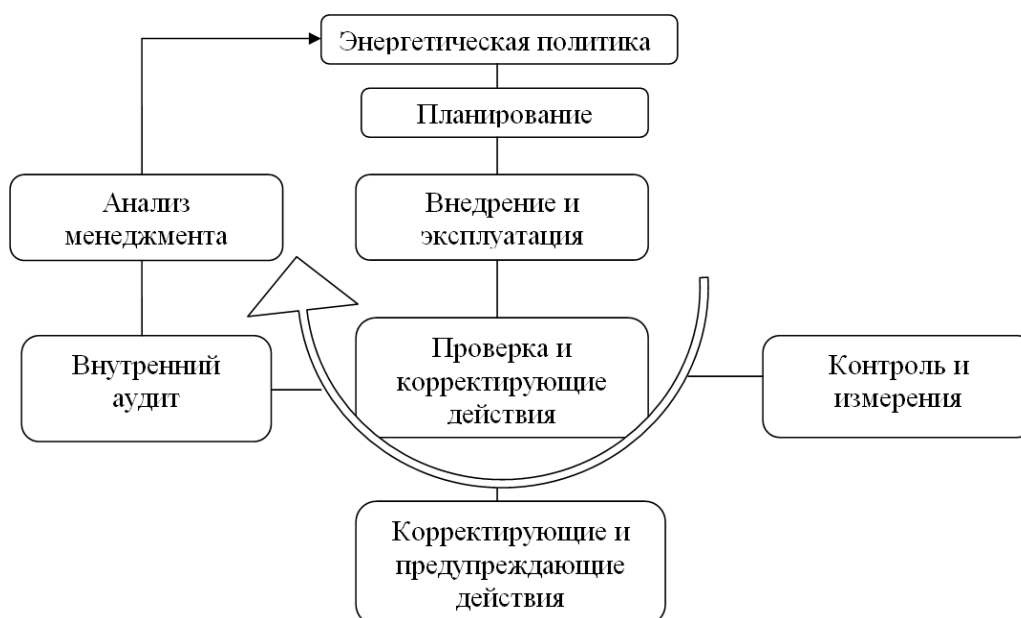 Энергетическая политика
Планирование
Анализ
менеджмента
Внедрение и
эксплуатация
Внутренний
аудит
Проверка и
корректирующие
действия
Контроль и
измерения
Корректирующие и
предупреждающие
действия